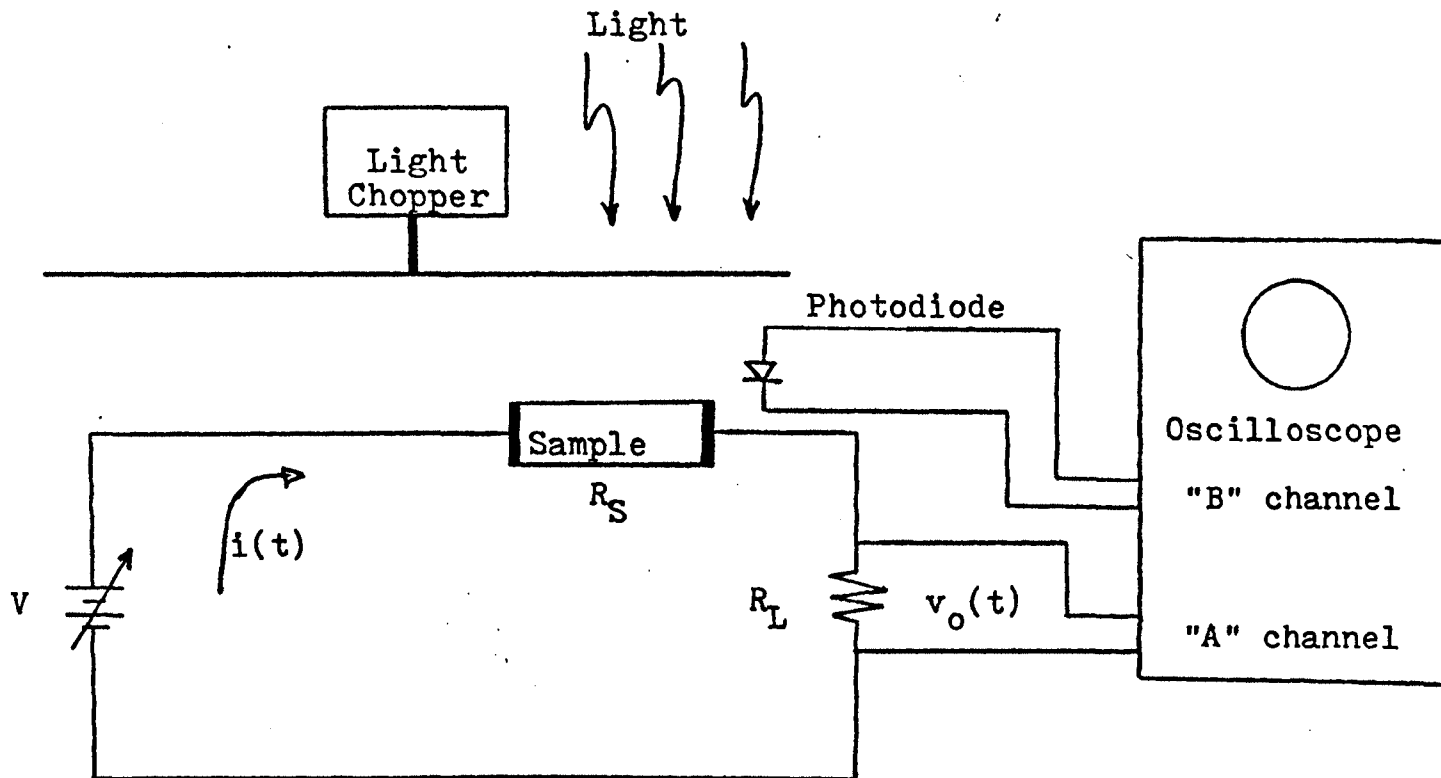 Light
Light
Chopper
Photodiode
Sample
R_S
i(t)
V
R_L
v_o(t)
Oscilloscope
"B" channel
"A" channel